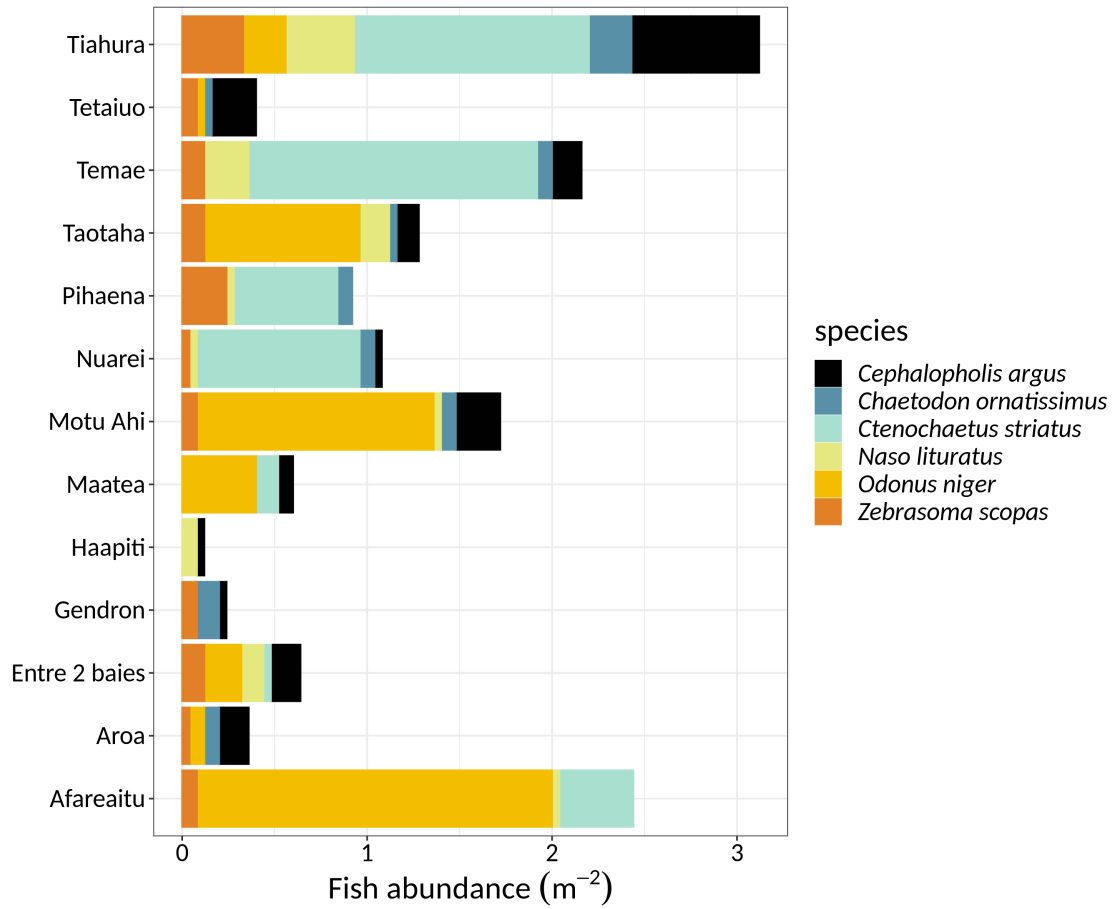 Tiahura
Tetaiuo
Temae
Taotaha
Pihaena
Nuarei
Motu Ahi
Maatea
Haapiti
Gendron
Entre 2 baies
Aroa
Afareaitu
0 1 2 3
Fish abundance (m⁻²)
species
Cephalopholis argus
Chaetodon ornatissimus
Ctenochaetus striatus
Naso lituratus
Odonus niger
Zebrasoma scopas